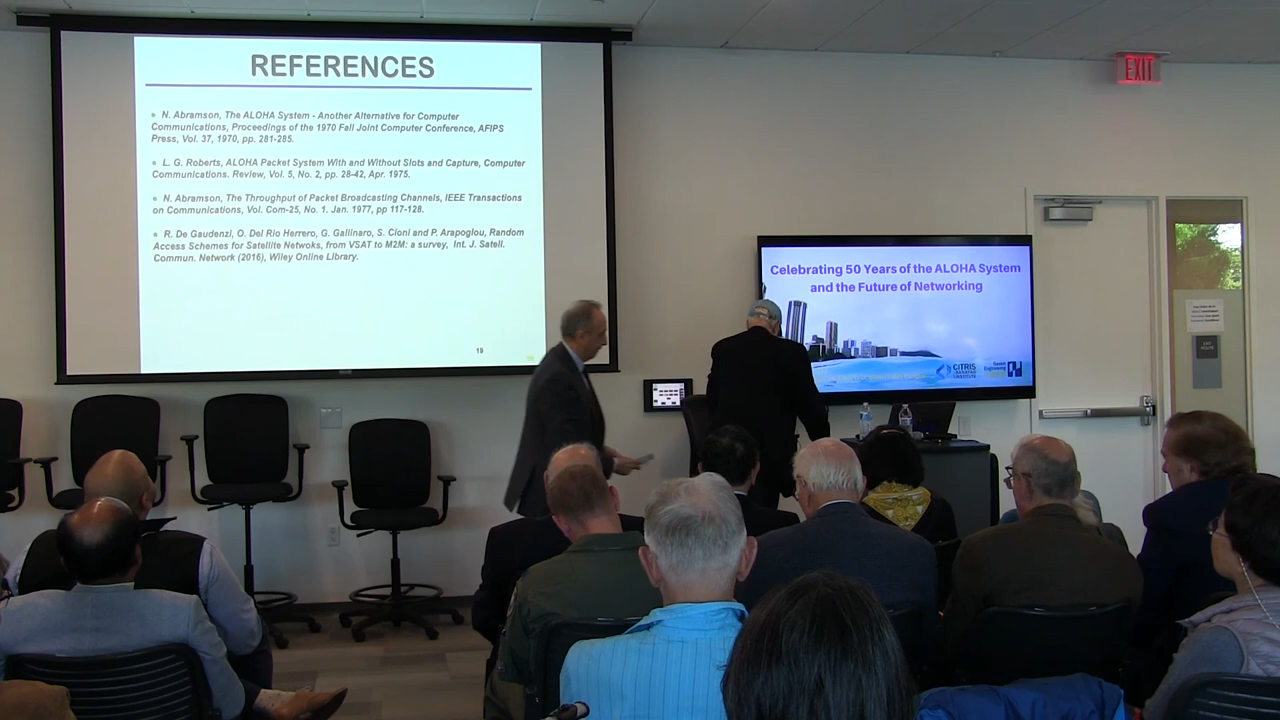 REFERENCES
N. Abramson, The ALOHA System - Another Alternative for Computer
Communications, Proceedings of the 1970 Fall Joint Computer Conference, AFIPS
Press, Vol. 37, 1970, pp. 281-285.
L. G. Roberts, ALOHA Packet System With and Without Slots and Capture, Computer
Communications. Review, Vol. 5, No. 2, pp. 28-42, Apr. 1975.
N. Abramson, The Throughput of Packet Broadcasting Channels, IEEE Transactions
on Communications, Vol. Com-25, No. 1. Jan. 1977, pp 117-128.
R. De Gaudenzi, O. Del Rio Herrero, G. Gallinaro, S. Cioni and P. Arapoglou, Random
Access Schemes for Satellite Netwoks, from VSAT to M2M: a survey, Int. J. Satell.
Commun. Network (2016), Wiley Online Library.
19
EXIT
Celebrating 50 Years of the ALOHA System
and the Future of Networking
CITRIS